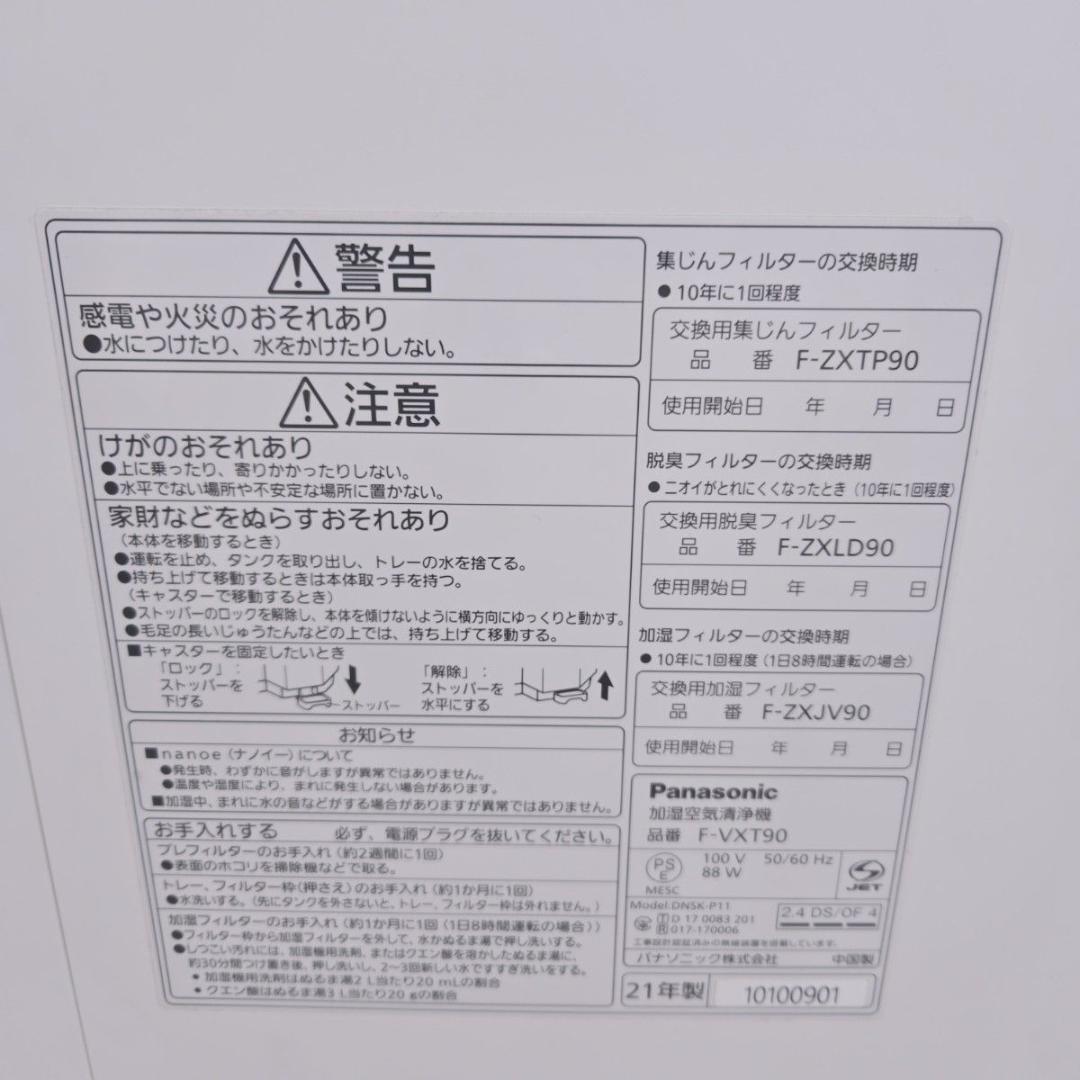 警告
感電や火災のおそれあり
●水につけたり、水をかけたりしない。
注意
けがのおそれあり
●上に乗ったり、寄りかかったりしない。
●水平でない場所や不安定な場所に置かない。
家財などをぬらすおそれあり
（本体を移動するとき）
●運転を止め、タンクを取り出し、トレーの水を捨てる。
●持ち上げて移動するときは本体取っ手を持つ。
（キャスターで移動するとき）
●ストッパーのロックを解除し、本体を傾けないように横方向にゆっくりと動かす。
●毛足の長いじゅうたんなどの上では、持ち上げて移動する。
■キャスターを固定したいとき
「ロック」：
ストッパーを
下げる
ストッパー
「解除」：
ストッパーを
水平にする
お知らせ
■nanoe（ナノイー）について
●発生時、わずかに音がしますが異常ではありません。
●温度や湿度により、まれに発生しない場合があります。
■加湿中、まれに水の音などがする場合がありますが異常ではありません。
お手入れする 必ず、電源プラグを抜いてください。
プレフィルターのお手入れ（約2週間に1回）
●表面のホコリを掃除機などで取る。
トレー、フィルター枠（押さえ）のお手入れ（約1か月に1回）
●水洗いする。（先にタンクを外さないと、トレー、フィルター枠は外れません。）
加湿フィルターのお手入れ（約1か月に1回（1日8時間運転の場合））
●フィルター枠から加湿フィルターを外して、水かぬるま湯で押し洗いする。
●しつこい汚れには、加湿機用洗剤、またはクエン酸を溶かしたぬるま湯に、
約30分間つけ置き後、押し洗いし、2〜3回新しい水ですすぎ洗いをする。
＊加湿機用洗剤はぬるま湯2 L当たり20 mLの割合
＊クエン酸はぬるま湯3 L当たり20 gの割合
集じんフィルターの交換時期
●10年に1回程度
交換用集じんフィルター
品 番 F-ZXTP90
使用開始日 年 月 日
脱臭フィルターの交換時期
●ニオイがとれにくくなったとき（10年に1回程度）
交換用脱臭フィルター
品 番 F-ZXLD90
使用開始日 年 月 日
加湿フィルターの交換時期
●10年に1回程度（1日8時間運転の場合）
交換用加湿フィルター
品 番 F-ZXJV90
使用開始日 年 月 日
Panasonic
加湿空気清浄機
品番 F-VXT90
PS
E
MESC
100 V 50/60 Hz
88 W
JET
Model:DNSK-P11
T D 17 0083 201
R 017-170006
2.4 DS/OF 4
工事設計認証済みの無線装置を搭載しています。
パナソニック株式会社 中国製
21年製 10100901